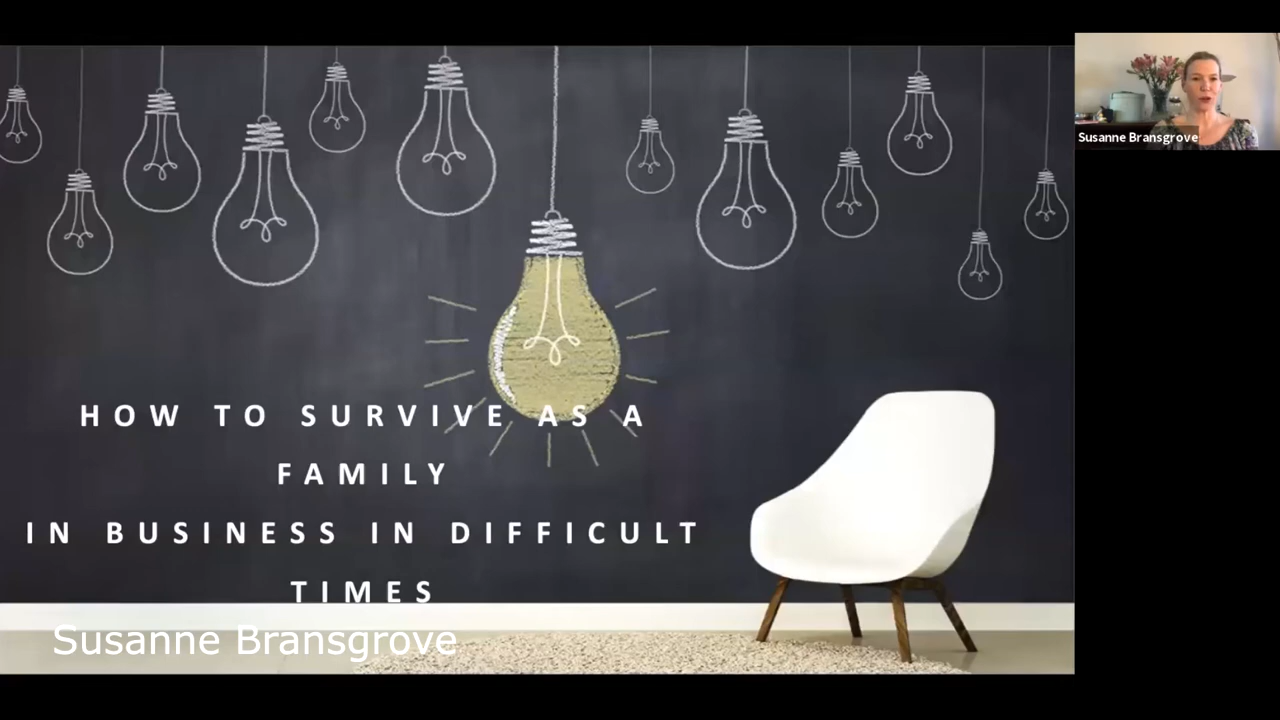 Susanne Bransgrove
HOW TO SURVIVE AS A
FAMILY
IN BUSINESS IN DIFFICULT
TIMES
Susanne Bransgrove